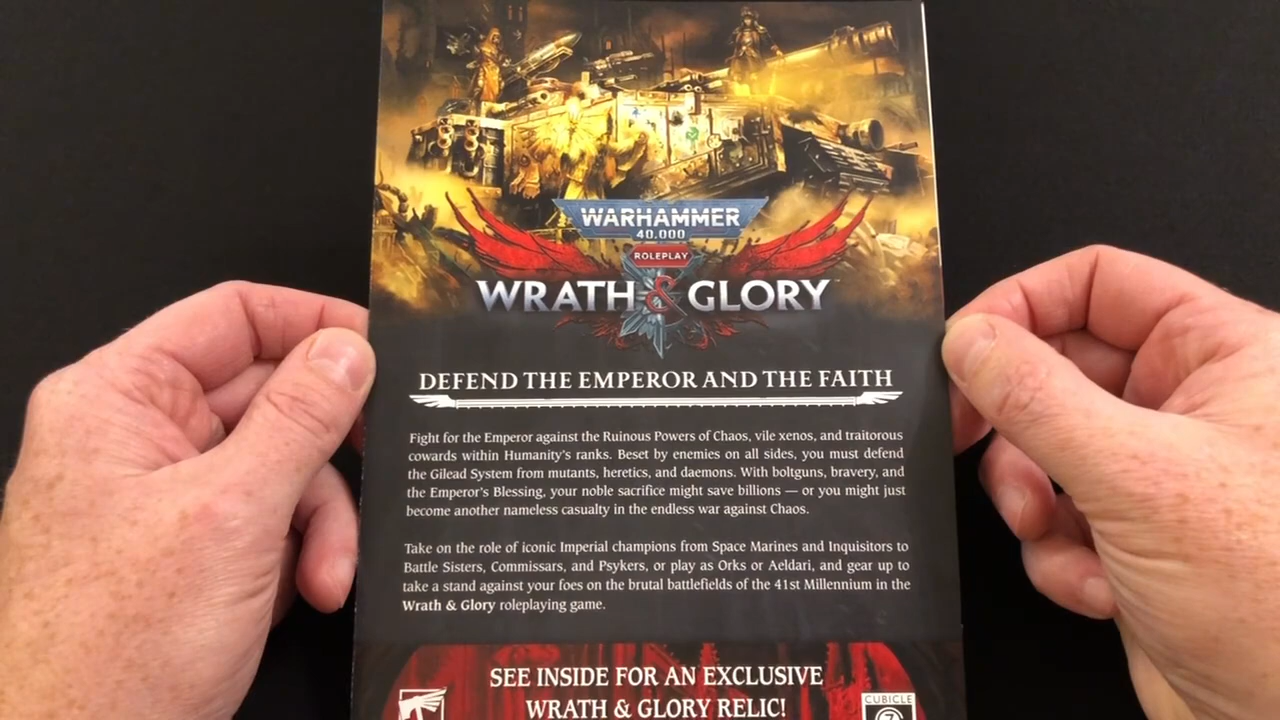 WARHAMMER
40,000
ROLEPLAY
WRATH & GLORY™
DEFEND THE EMPEROR AND THE FAITH
Fight for the Emperor against the Ruinous Powers of Chaos, vile xenos, and traitorous
cowards within Humanity's ranks. Beset by enemies on all sides, you must defend
the Gilead System from mutants, heretics, and daemons. With boltguns, bravery, and
the Emperor's Blessing, your noble sacrifice might save billions — or you might just
become another nameless casualty in the endless war against Chaos.
Take on the role of iconic Imperial champions from Space Marines and Inquisitors to
Battle Sisters, Commissars, and Psykers, or play as Orks or Aeldari, and gear up to
take a stand against your foes on the brutal battlefields of the 41st Millennium in the
Wrath & Glory roleplaying game.
SEE INSIDE FOR AN EXCLUSIVE
WRATH & GLORY RELIC!
CUBICLE
7